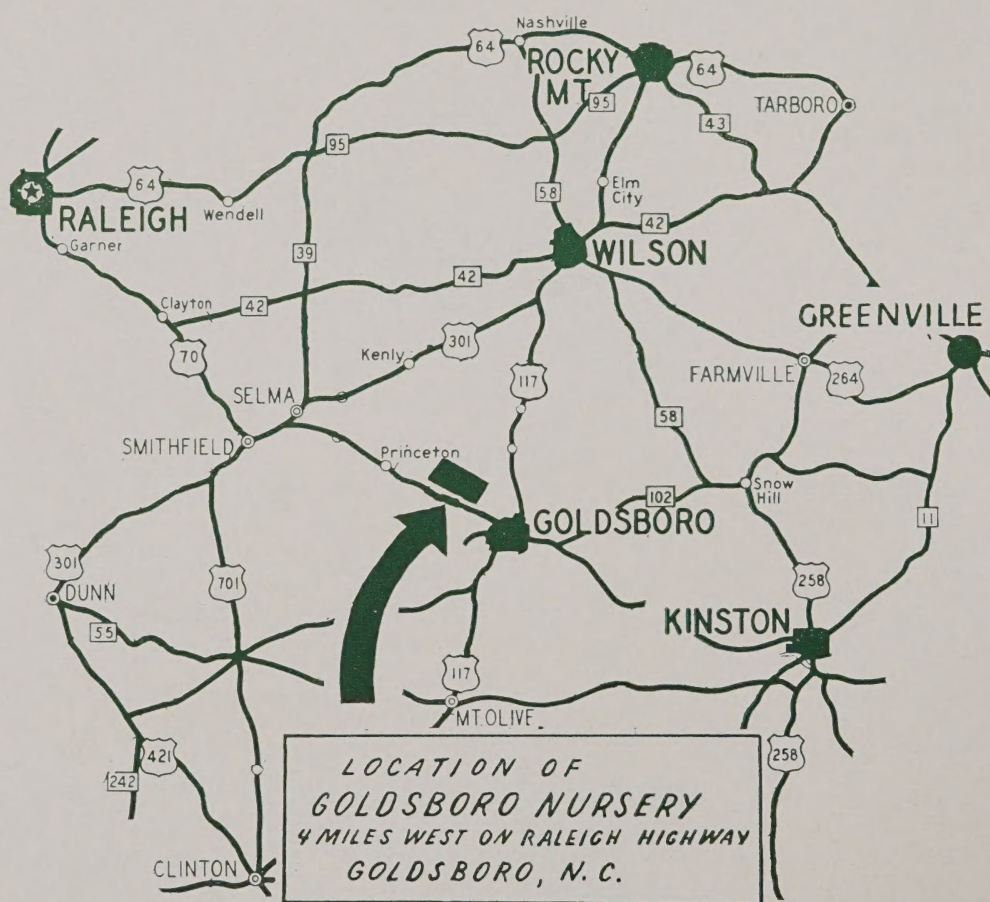 Nashville
64
ROCKY
MT.
64
95
TARBORO
43
95
64
58
Elm
City
RALEIGH
Wendell
42
Garner
WILSON
39
42
Clayton
42
GREENVILLE
301
Kenly
70
FARMVILLE
264
117
SELMA
58
SMITHFIELD
Princeton
Snow
Hill
102
GOLDSBORO
11
301
701
258
DUNN
KINSTON
55
117
MT. OLIVE
421
258
242
CLINTON
LOCATION OF
GOLDSBORO NURSERY
4 MILES WEST ON RALEIGH HIGHWAY
GOLDSBORO, N.C.